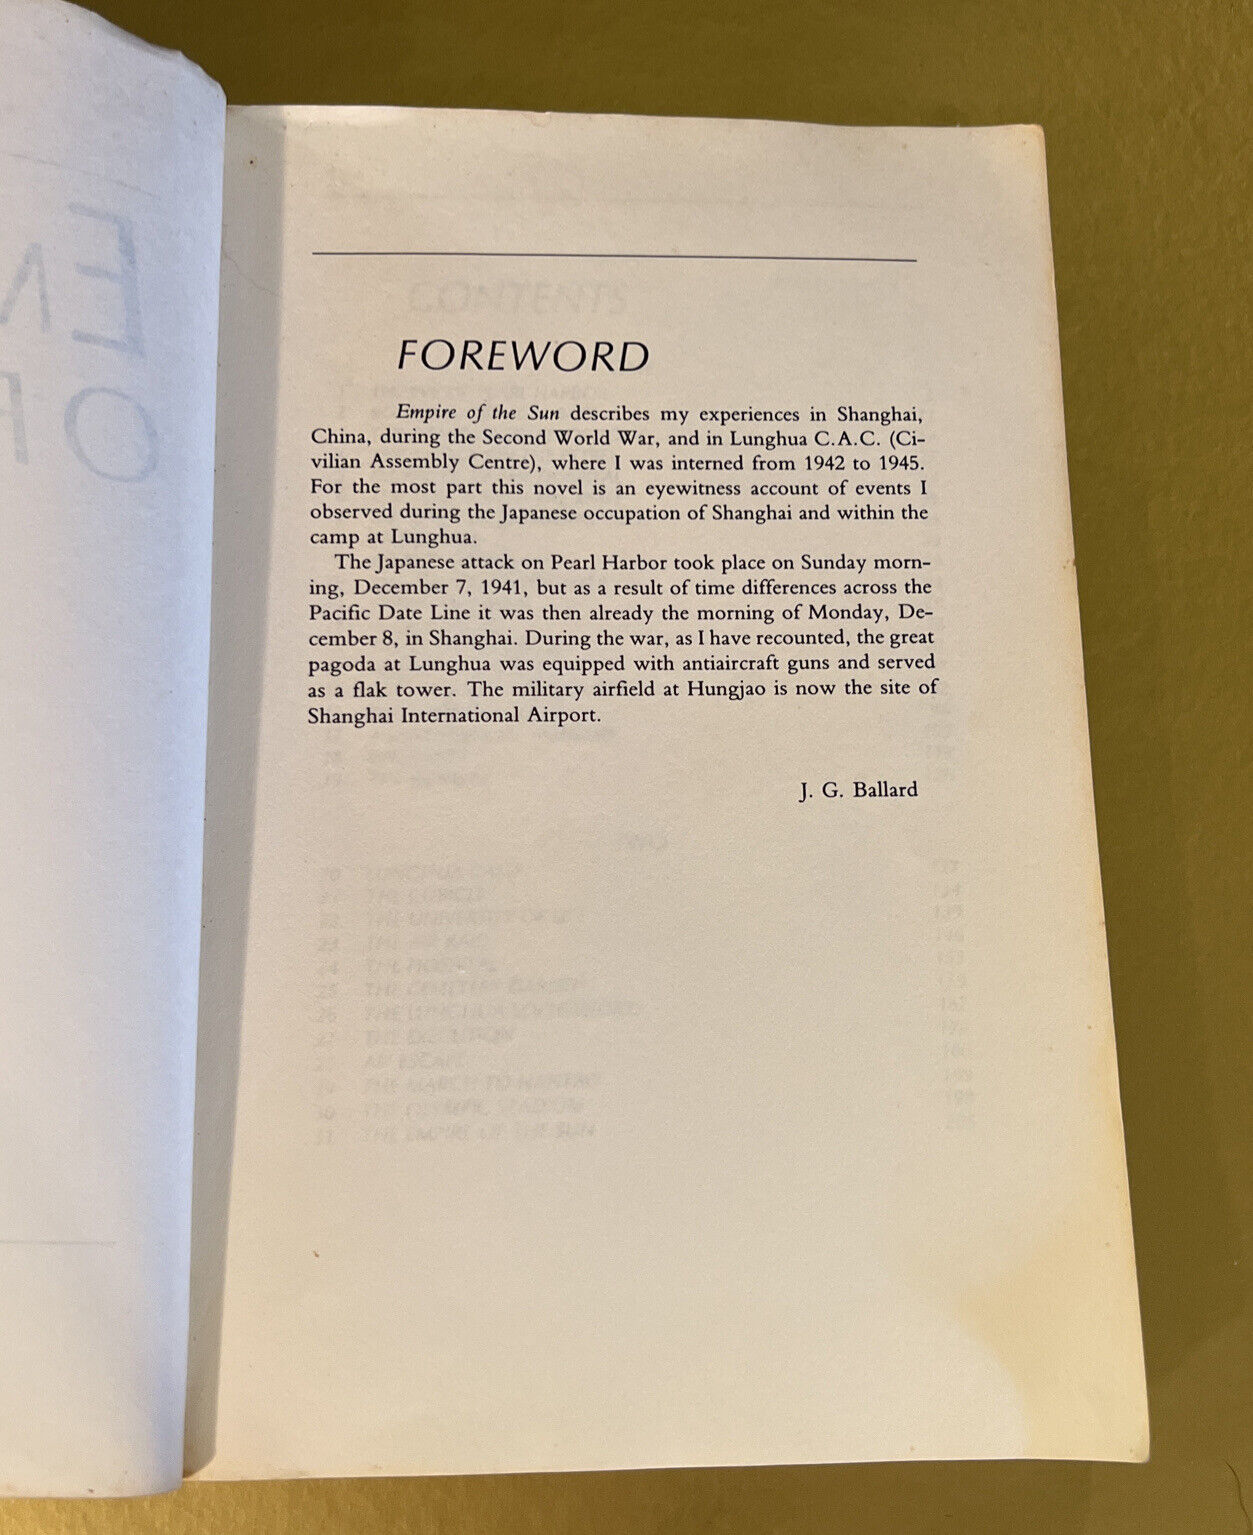 FOREWORD
Empire of the Sun describes my experiences in Shanghai,
China, during the Second World War, and in Lunghua C.A.C. (Ci-
vilian Assembly Centre), where I was interned from 1942 to 1945.
For the most part this novel is an eyewitness account of events I
observed during the Japanese occupation of Shanghai and within the
camp at Lunghua.
The Japanese attack on Pearl Harbor took place on Sunday morn-
ing, December 7, 1941, but as a result of time differences across the
Pacific Date Line it was then already the morning of Monday, De-
cember 8, in Shanghai. During the war, as I have recounted, the great
pagoda at Lunghua was equipped with antiaircraft guns and served
as a flak tower. The military airfield at Hungjao is now the site of
Shanghai International Airport.
J. G. Ballard